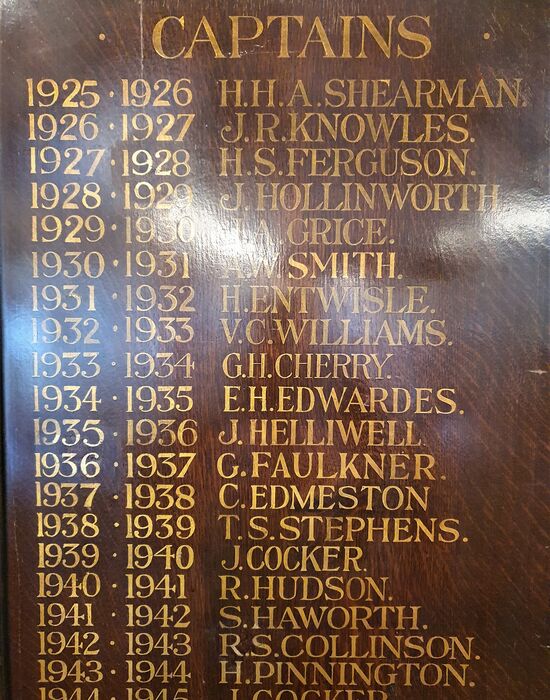 · CAPTAINS ·
1925 · 1926 H.H.A. SHEARMAN.
1926 · 1927 J.R. KNOWLES.
1927 · 1928 H.S. FERGUSON.
1928 · 1929 J. HOLLINWORTH
1929 · 1930 A. GRICE.
1930 · 1931 A.W. SMITH.
1931 · 1932 H. ENTWISLE.
1932 · 1933 V.C. WILLIAMS.
1933 · 1934 G.H. CHERRY.
1934 · 1935 E.H. EDWARDES.
1935 · 1936 J. HELLIWELL
1936 · 1937 G. FAULKNER.
1937 · 1938 C. EDMESTON
1938 · 1939 T.S. STEPHENS.
1939 · 1940 J. COCKER.
1940 · 1941 R. HUDSON.
1941 · 1942 S. HAWORTH.
1942 · 1943 R.S. COLLINSON.
1943 · 1944 H. PINNINGTON.
1944 · 1945 J. COCKER